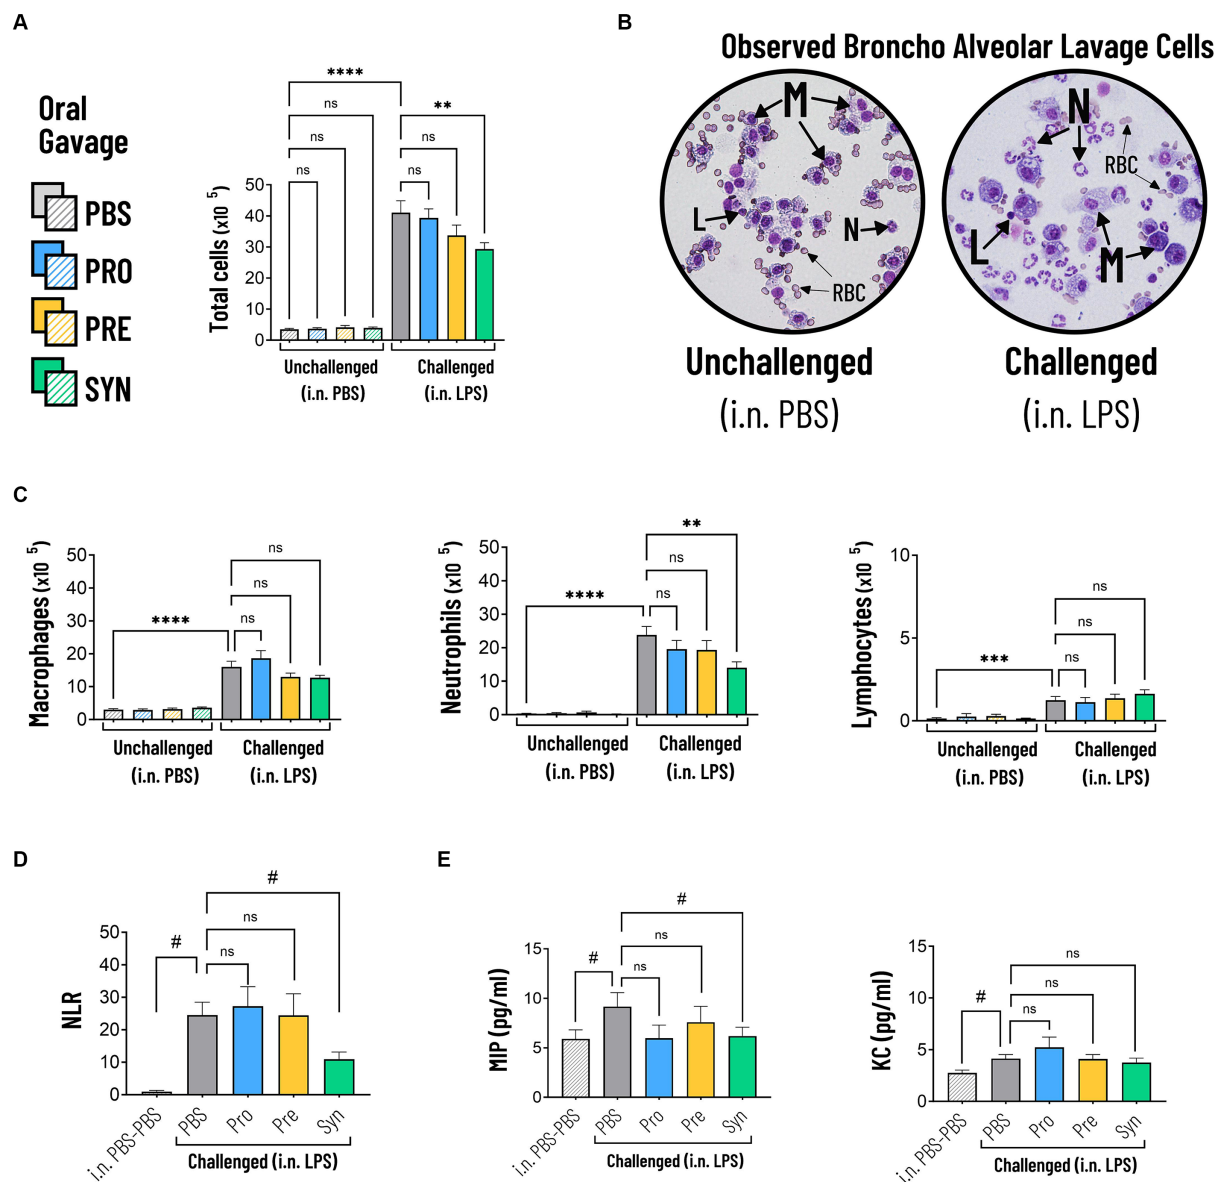 A
Oral
Gavage
PBS
PRO
PRE
SYN
Total cells (x10 5)
50
40
30
20
10
0
****
ns
ns
ns
**
ns
ns
Unchallenged
(i.n. PBS)
Challenged
(i.n. LPS)
B
Observed Broncho Alveolar Lavage Cells
M
L
N
RBC
N
RBC
L
M
Unchallenged
(i.n. PBS)
Challenged
(i.n. LPS)
C
Macrophages (x10 5)
50
40
30
20
10
0
****
ns
ns
ns
Unchallenged
(i.n. PBS)
Challenged
(i.n. LPS)
Neutrophils (x10 5)
50
40
30
20
10
0
****
**
ns
ns
Unchallenged
(i.n. PBS)
Challenged
(i.n. LPS)
Lymphocytes (x10 5)
10
5
0
***
ns
ns
ns
Unchallenged
(i.n. PBS)
Challenged
(i.n. LPS)
D
NLR
50
40
30
20
10
0
#
#
ns
ns
i.n. PBS-PBS
PBS
Pro
Pre
Syn
Challenged (i.n. LPS)
E
MIP (pg/ml)
15
10
5
0
#
#
ns
ns
i.n. PBS-PBS
PBS
Pro
Pre
Syn
Challenged (i.n. LPS)
KC (pg/ml)
15
10
5
0
#
ns
ns
ns
i.n. PBS-PBS
PBS
Pro
Pre
Syn
Challenged (i.n. LPS)